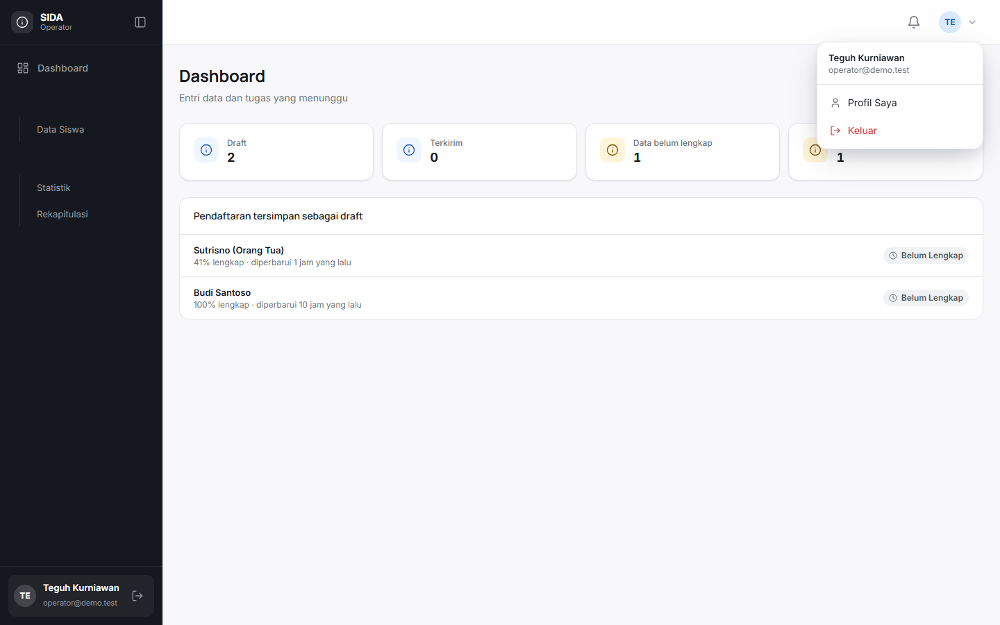 SIDA
Operator
Dashboard
Data Siswa
Statistik
Rekapitulasi
Teguh Kurniawan
operator@demo.test
TE
TE
Teguh Kurniawan
operator@demo.test
Profil Saya
Keluar
Dashboard
Entri data dan tugas yang menunggu
Draft
2
Terkirim
0
Data belum lengkap
1
1
Pendaftaran tersimpan sebagai draft
Sutrisno (Orang Tua)
41% lengkap · diperbarui 1 jam yang lalu
Belum Lengkap
Budi Santoso
100% lengkap · diperbarui 10 jam yang lalu
Belum Lengkap